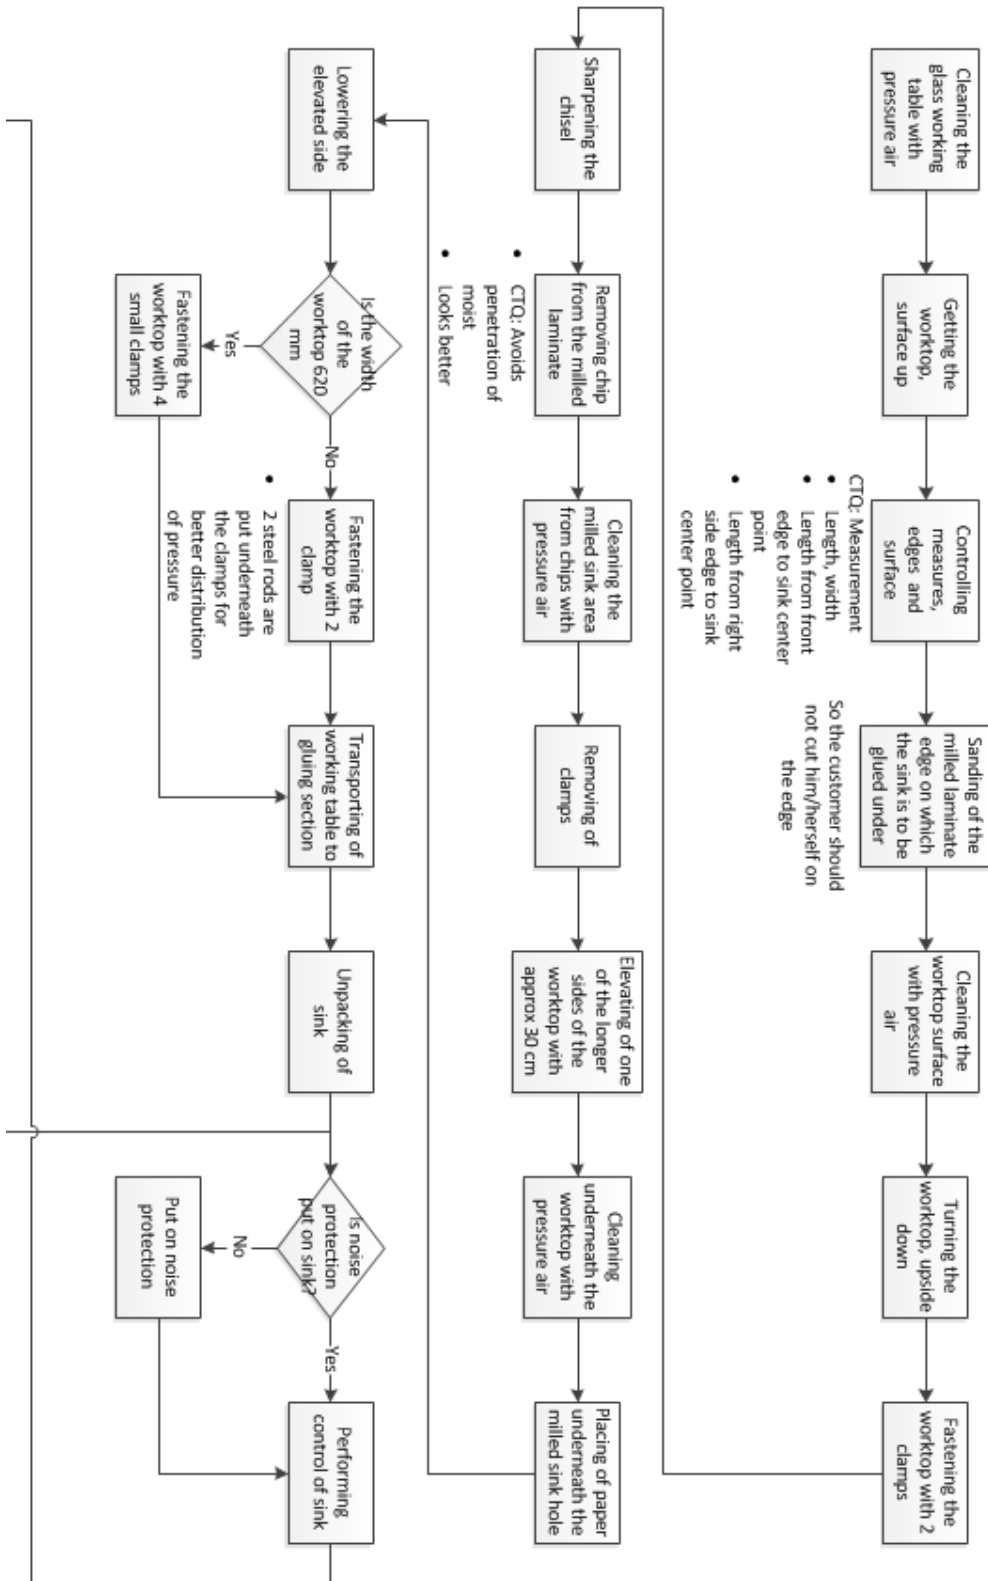 Cleaning the
glass working
table with
pressure air
Getting the
worktop,
surface up
Controlling
measures,
edges and
surface
CTQ: Measurement
• Length, width
• Length from front
edge to sink center
point
• Length from right
side edge to sink
center point
Sanding of the
milled laminate
edge on which
the sink is to be
glued under
So the customer should
not cut him/herself on
the edge
Cleaning the
worktop surface
with pressure
air
Turning the
worktop, upside
down
Fastening the
worktop with 2
clamps
Sharpening the
chisel
Removing chip
from the milled
laminate
• CTQ: Avoids
penetration of
moist
• Looks better
Cleaning the
milled sink area
from chips with
pressure air
Removing of
clamps
Elevating of one
of the longer
sides of the
worktop with
approx 30 cm
Cleaning
underneath the
worktop with
pressure air
Placing of paper
underneath the
milled sink hole
Lowering the
elevated side
Is the width
of the
worktop 620
mm
Yes
No
Fastening the
worktop with 4
small clamps
Fastening the
worktop with 2
clamp
• 2 steel rods are
put underneath
the clamps for
better distribution
of pressure
Transporting of
working table to
gluing section
Unpacking of
sink
Is noise
protection
put on sink?
No
Yes
Put on noise
protection
Performing
control of sink